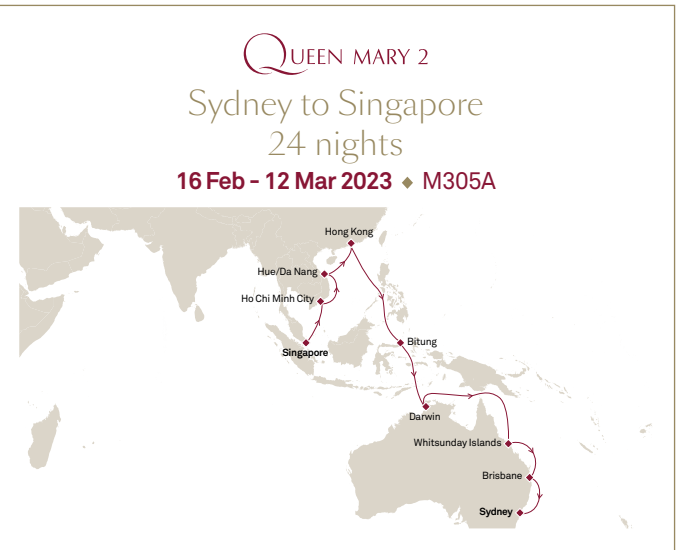 QUEEN MARY 2
Sydney to Singapore
24 nights
16 Feb - 12 Mar 2023 ◆ M305A
Hong Kong
Hue/Da Nang
Ho Chi Minh City
Singapore
Bitung
Darwin
Whitsunday Islands
Brisbane
Sydney